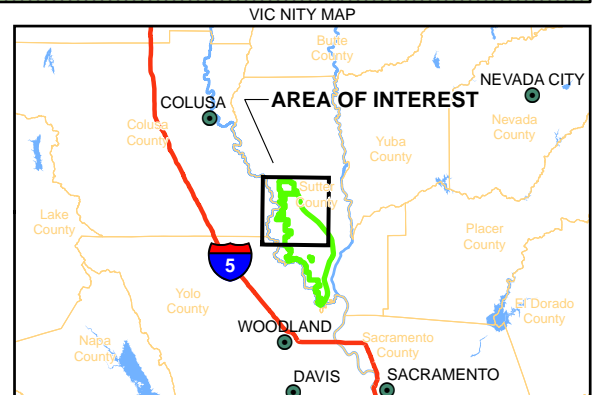 VIC NITY MAP
Butte
County
NEVADA CITY
COLUSA
AREA OF INTEREST
Colusa
County
Nevada
County
Yuba
County
Sutter
County
Lake
County
Placer
County
5
Yolo
County
El Dorado
County
WOODLAND
Sacramento
County
Napa
County
DAVIS
SACRAMENTO